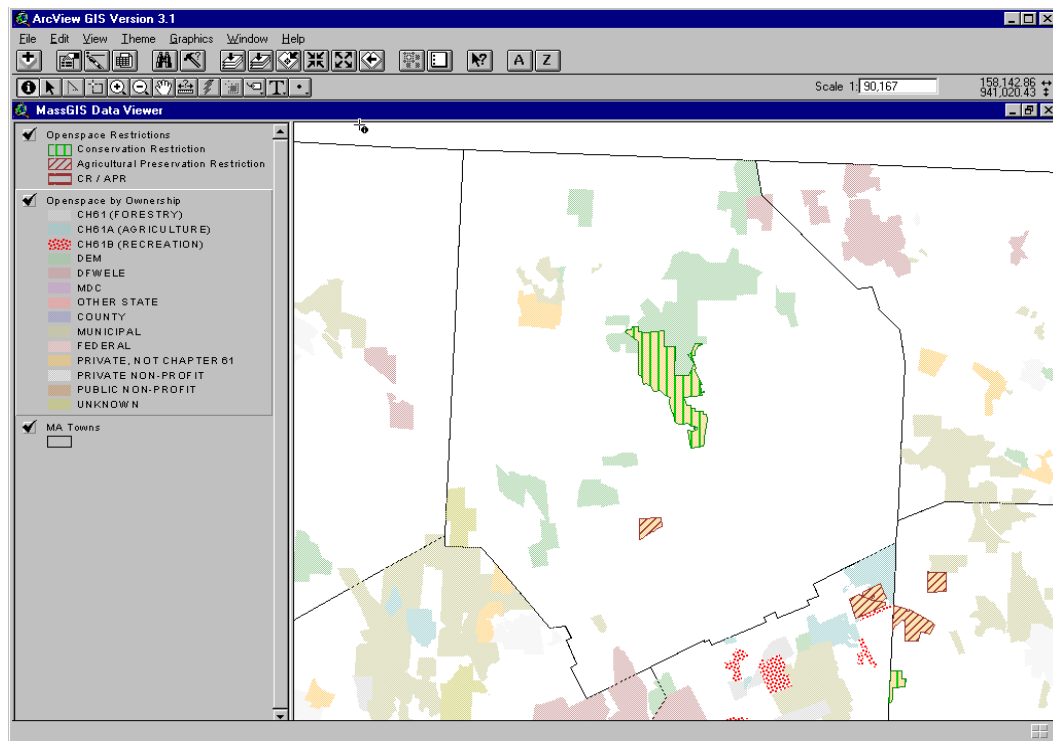 ArcView GIS Version 3.1
File Edit View Theme Graphics Window Help
A Z
T
Scale 1: 90,167
158,142.86
941,020.43
MassGIS Data Viewer
Openspace Restrictions
Conservation Restriction
Agricultural Preservation Restriction
CR / APR
Openspace by Ownership
CH61 (FORESTRY)
CH61A (AGRICULTURE)
CH61B (RECREATION)
DEM
DFWELE
MDC
OTHER STATE
COUNTY
MUNICIPAL
FEDERAL
PRIVATE, NOT CHAPTER 61
PRIVATE NON-PROFIT
PUBLIC NON-PROFIT
UNKNOWN
MA Towns